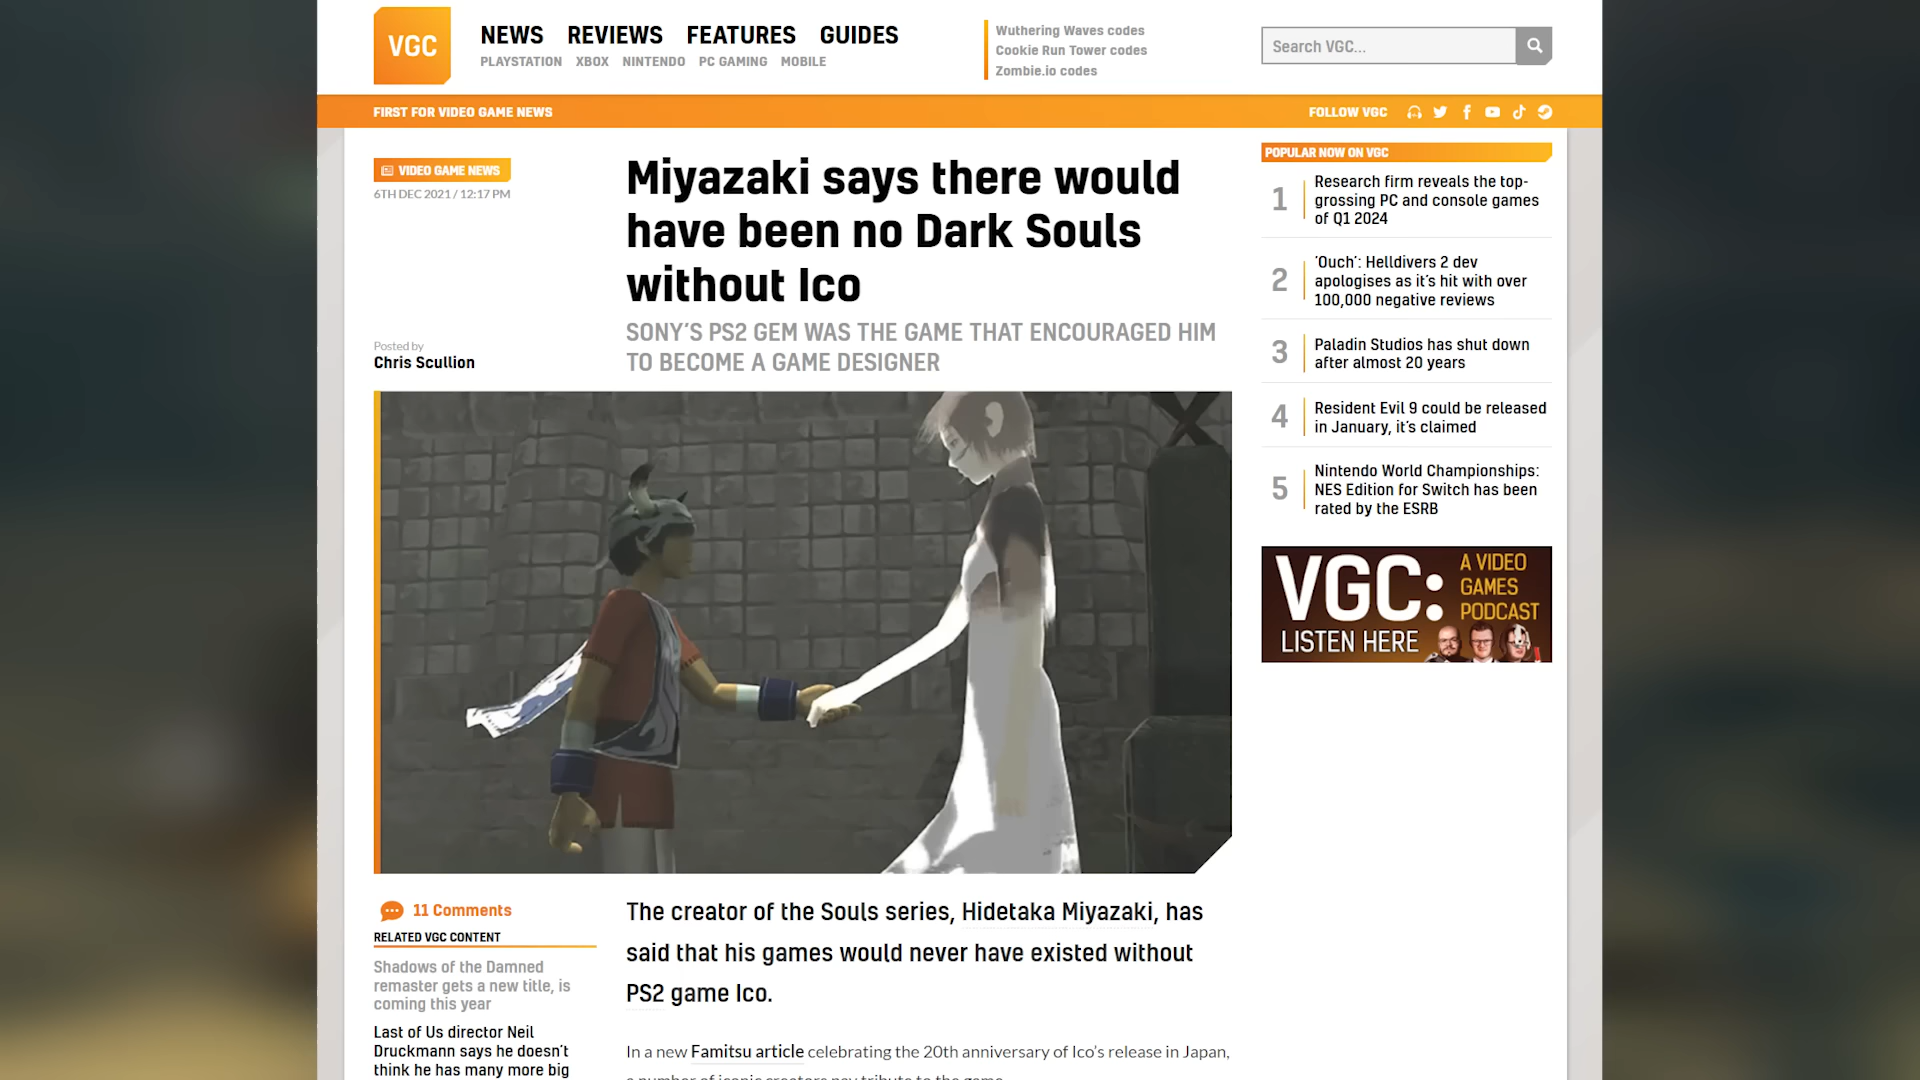 VGC
NEWS REVIEWS FEATURES GUIDES
PLAYSTATION XBOX NINTENDO PC GAMING MOBILE
Wuthering Waves codes
Cookie Run Tower codes
Zombie.io codes
Search VGC...
FIRST FOR VIDEO GAME NEWS
FOLLOW VGC
VIDEO GAME NEWS
6TH DEC 2021 / 12:17 PM
Miyazaki says there would
have been no Dark Souls
without Ico
SONY'S PS2 GEM WAS THE GAME THAT ENCOURAGED HIM
TO BECOME A GAME DESIGNER
Posted by
Chris Scullion
POPULAR NOW ON VGC
1
Research firm reveals the top-
grossing PC and console games
of Q1 2024
2
'Ouch': Helldivers 2 dev
apologises as it's hit with over
100,000 negative reviews
3
Paladin Studios has shut down
after almost 20 years
4
Resident Evil 9 could be released
in January, it's claimed
5
Nintendo World Championships:
NES Edition for Switch has been
rated by the ESRB
VGC:
A VIDEO
GAMES
PODCAST
LISTEN HERE
11 Comments
RELATED VGC CONTENT
Shadows of the Damned
remaster gets a new title, is
coming this year
Last of Us director Neil
Druckmann says he doesn't
think he has many more big
The creator of the Souls series, Hidetaka Miyazaki, has
said that his games would never have existed without
PS2 game Ico.
In a new Famitsu article celebrating the 20th anniversary of Ico's release in Japan,
a number of iconic creators pay tribute to the game.